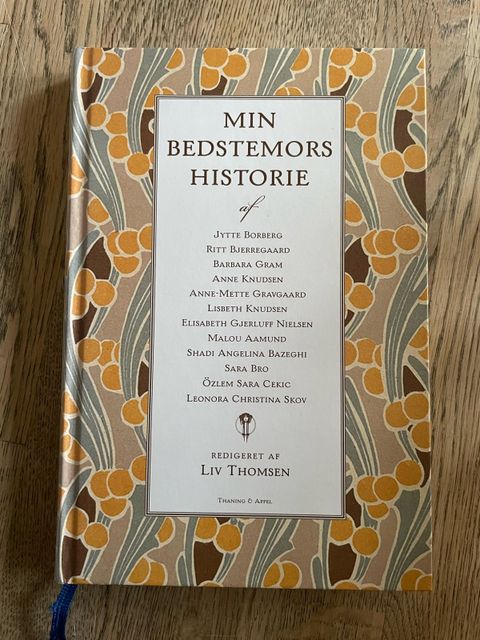 MIN
BEDSTEMORS
HISTORIE
af
JYTTE BORBERG
RITT BJERREGAARD
BARBARA GRAM
ANNE KNUDSEN
ANNE-METTE GRAVGAARD
LISBETH KNUDSEN
ELISABETH GJERLUFF NIELSEN
MALOU AAMUND
SHADI ANGELINA BAZEGHI
SARA BRO
ÖZLEM SARA CEKIC
LEONORA CHRISTINA SKOV
REDIGERET AF
LIV THOMSEN
THANING & APPEL